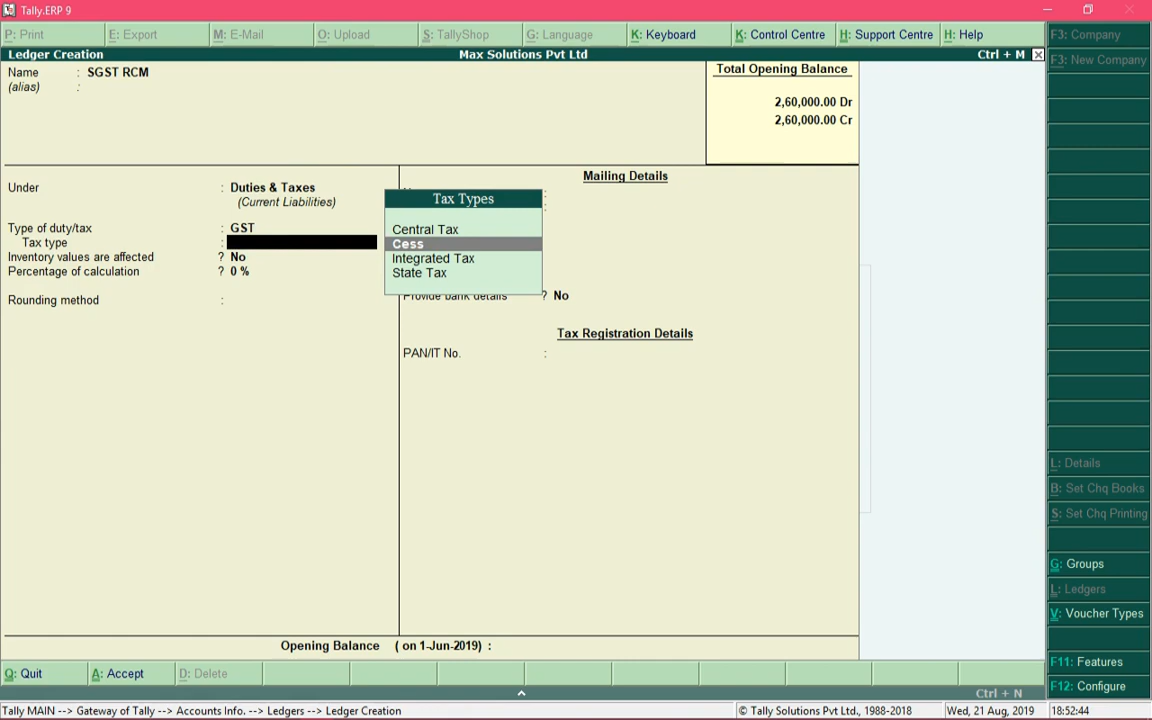 Tally.ERP 9
P: Print
E: Export
M: E-Mail
O: Upload
S: TallyShop
G: Language
K: Keyboard
K: Control Centre
H: Support Centre
H: Help
Ledger Creation
Max Solutions Pvt Ltd
Ctrl + M
Name : SGST RCM
(alias) :
Total Opening Balance
2,60,000.00 Dr
2,60,000.00 Cr
Under : Duties & Taxes
(Current Liabilities)
Type of duty/tax : GST
Tax type :
Inventory values are affected ? No
Percentage of calculation ? 0 %
Rounding method :
Tax Types
Central Tax
Cess
Integrated Tax
State Tax
Mailing Details
:
:
Provide bank details ? No
Tax Registration Details
PAN/IT No. :
Opening Balance ( on 1-Jun-2019) :
F3: Company
F3: New Company
L: Details
B: Set Chq Books
S: Set Chq Printing
G: Groups
L: Ledgers
V: Voucher Types
F11: Features
F12: Configure
Q: Quit
A: Accept
D: Delete
Ctrl + N
Tally MAIN --> Gateway of Tally --> Accounts Info. --> Ledgers --> Ledger Creation
© Tally Solutions Pvt Ltd., 1988-2018
Wed, 21 Aug, 2019
18:52:44